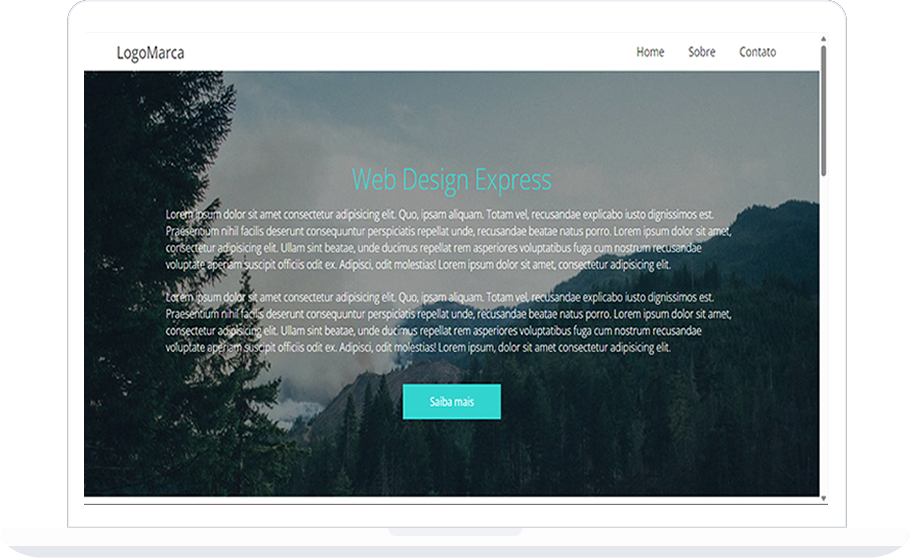 LogoMarca
Home Sobre Contato
Web Design Express
Lorem ipsum dolor sit amet consectetur adipisicing elit. Quo, ipsam aliquam. Totam vel, recusandae explicabo iusto dignissimos est.
Praesentium nihil facilis deserunt consequuntur perspiciatis repellat unde, recusandae beatae natus porro. Lorem ipsum dolor sit amet,
consectetur adipisicing elit. Ullam sint beatae, unde ducimus repellat rem asperiores voluptatibus fuga cum nostrum recusandae
voluptate aperiam suscipit officiis odit ex. Adipisci, odit molestias! Lorem ipsum dolor sit amet, consectetur adipisicing elit.
Lorem ipsum dolor sit amet consectetur adipisicing elit. Quo, ipsam aliquam. Totam vel, recusandae explicabo iusto dignissimos est.
Praesentium nihil facilis deserunt consequuntur perspiciatis repellat unde, recusandae beatae natus porro. Lorem ipsum dolor sit amet,
consectetur adipisicing elit. Ullam sint beatae, unde ducimus repellat rem asperiores voluptatibus fuga cum nostrum recusandae
voluptate aperiam suscipit officiis odit ex. Adipisci, odit molestias! Lorem ipsum, dolor sit amet consectetur adipisicing elit.
Saiba mais